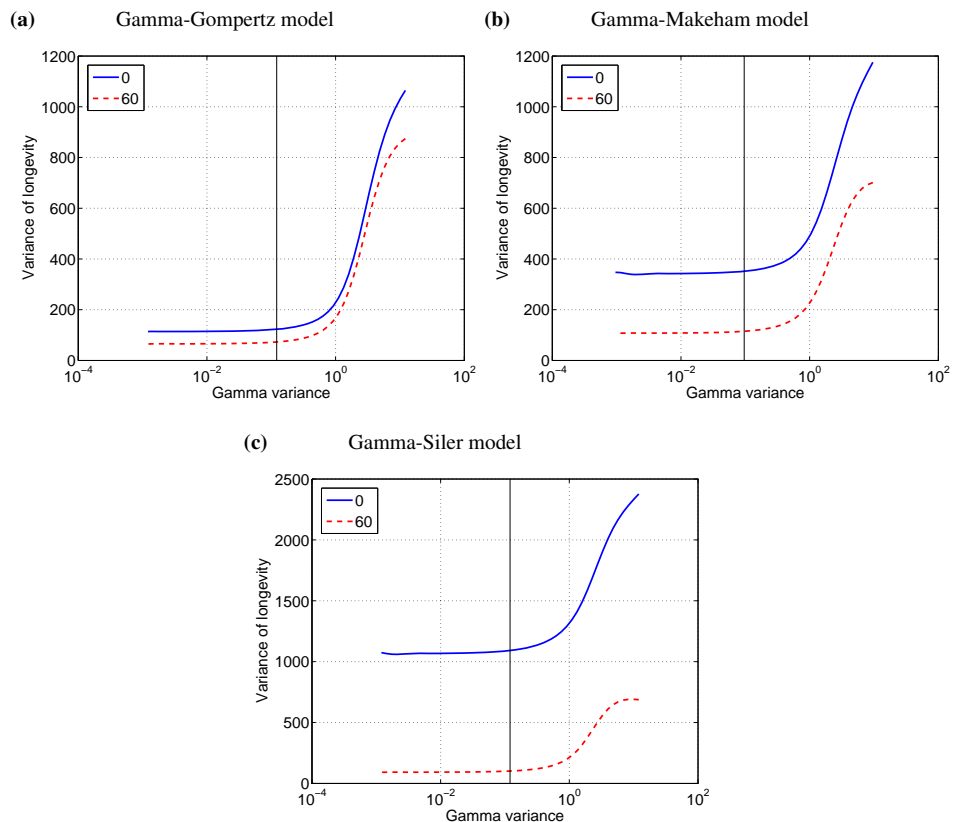 (a) Gamma-Gompertz model
1200
1000
800
600
400
200
0
Variance of longevity
0
60
10^-4 10^-2 10^0 10^2
Gamma variance
(b) Gamma-Makeham model
1200
1000
800
600
400
200
0
Variance of longevity
0
60
10^-4 10^-2 10^0 10^2
Gamma variance
(c) Gamma-Siler model
2500
2000
1500
1000
500
0
Variance of longevity
0
60
10^-4 10^-2 10^0 10^2
Gamma variance